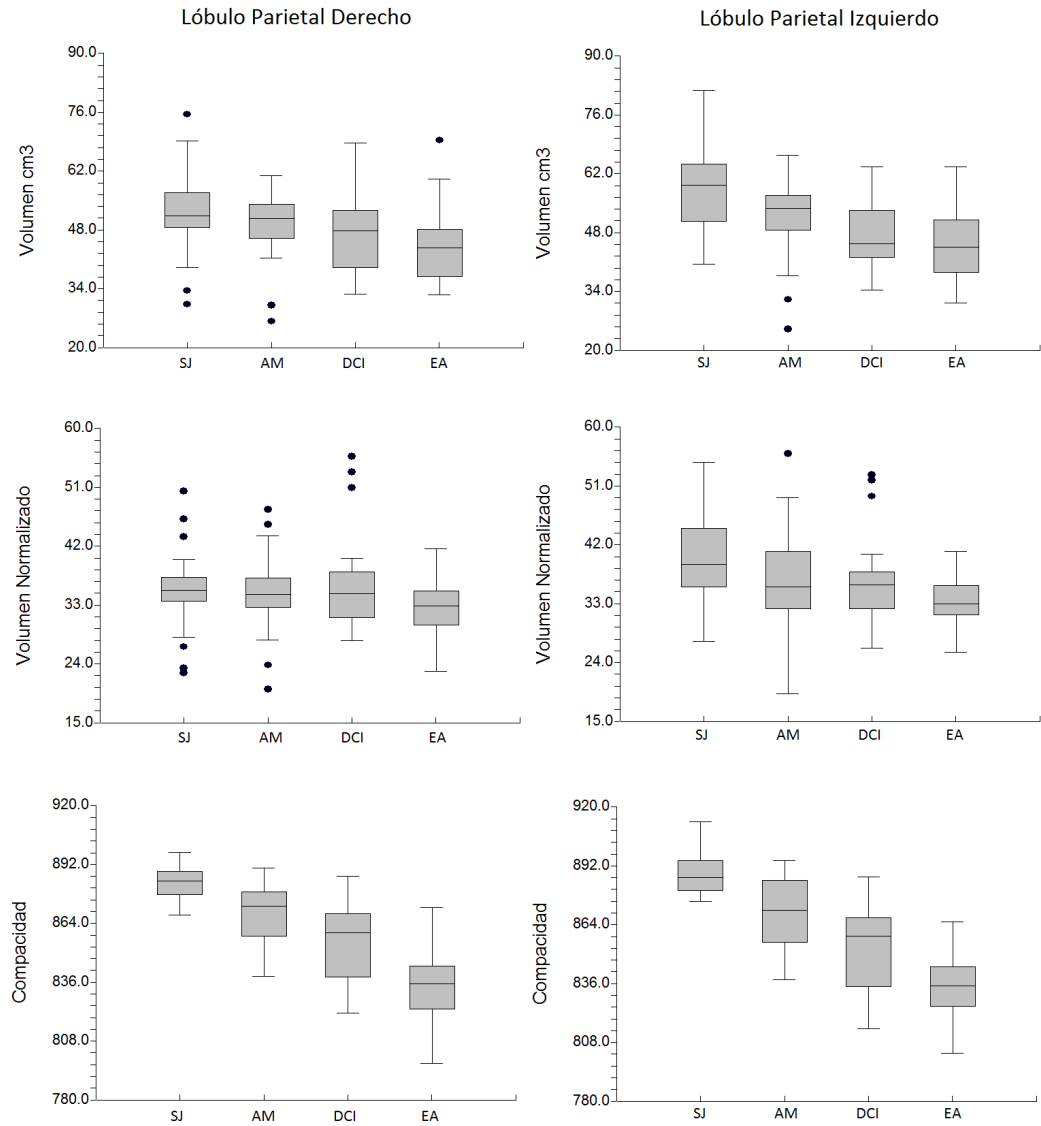 Lóbulo Parietal Derecho
90.0
76.0
62.0
48.0
34.0
20.0
Volumen cm3
SJ AM DCI EA
Lóbulo Parietal Izquierdo
90.0
76.0
62.0
48.0
34.0
20.0
Volumen cm3
SJ AM DCI EA
60.0
51.0
42.0
33.0
24.0
15.0
Volumen Normalizado
SJ AM DCI EA
60.0
51.0
42.0
33.0
24.0
15.0
Volumen Normalizado
SJ AM DCI EA
920.0
892.0
864.0
836.0
808.0
780.0
Compacidad
SJ AM DCI EA
920.0
892.0
864.0
836.0
808.0
780.0
Compacidad
SJ AM DCI EA